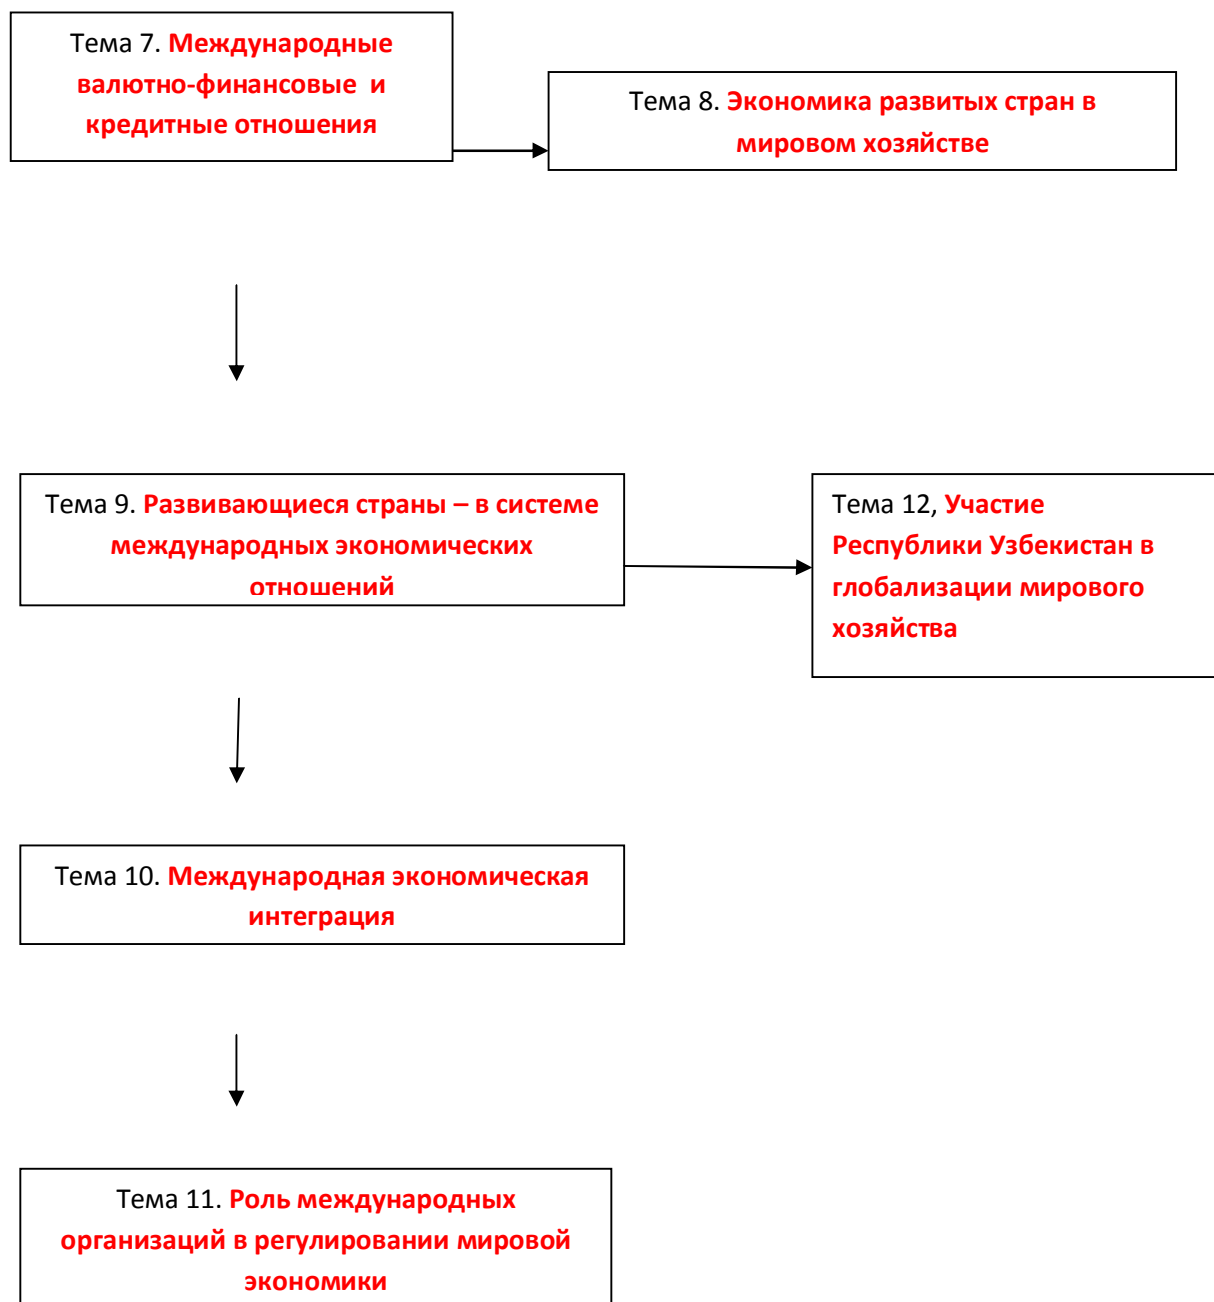 Тема 7. Международные
валютно-финансовые и
кредитные отношения
Тема 8. Экономика развитых стран в
мировом хозяйстве
Тема 9. Развивающиеся страны – в системе
международных экономических
отношений
Тема 12, Участие
Республики Узбекистан в
глобализации мирового
хозяйства
Тема 10. Международная экономическая
интеграция
Тема 11. Роль международных
организаций в регулировании мировой
экономики